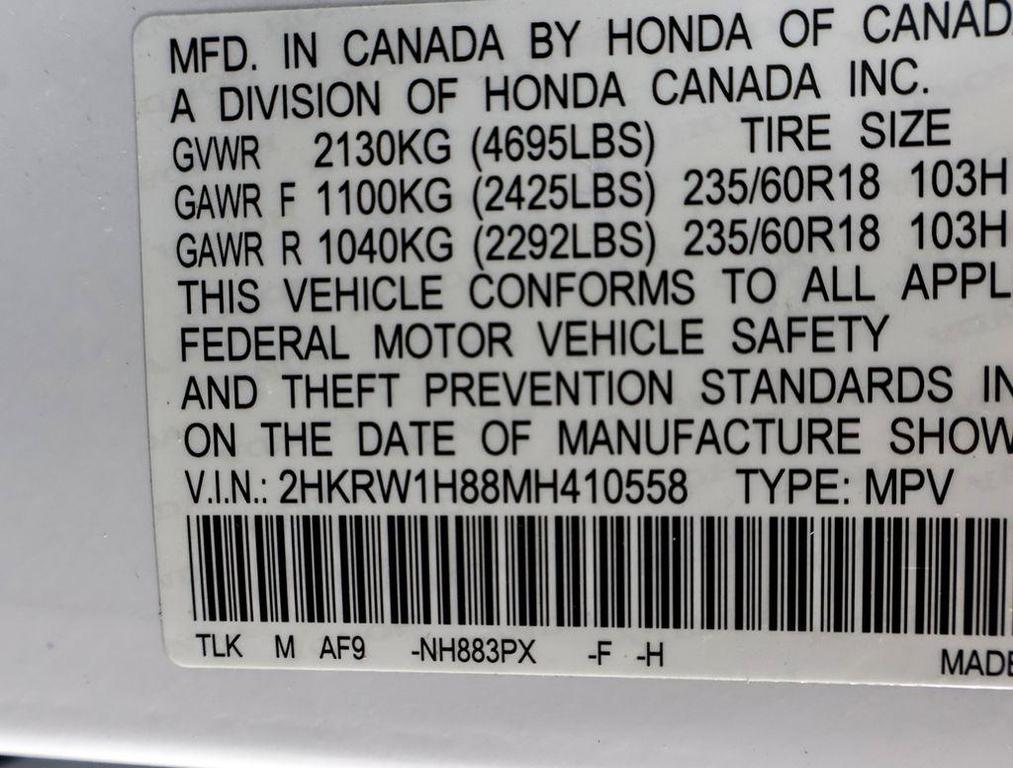 MFD. IN CANADA BY HONDA OF CANAD
A DIVISION OF HONDA CANADA INC.
GVWR 2130KG (4695LBS) TIRE SIZE
GAWR F 1100KG (2425LBS) 235/60R18 103H
GAWR R 1040KG (2292LBS) 235/60R18 103H
THIS VEHICLE CONFORMS TO ALL APPL
FEDERAL MOTOR VEHICLE SAFETY
AND THEFT PREVENTION STANDARDS IN
ON THE DATE OF MANUFACTURE SHOW
V.I.N.: 2HKRW1H88MH410558 TYPE: MPV
TLK M AF9 -NH883PX -F -H MADE